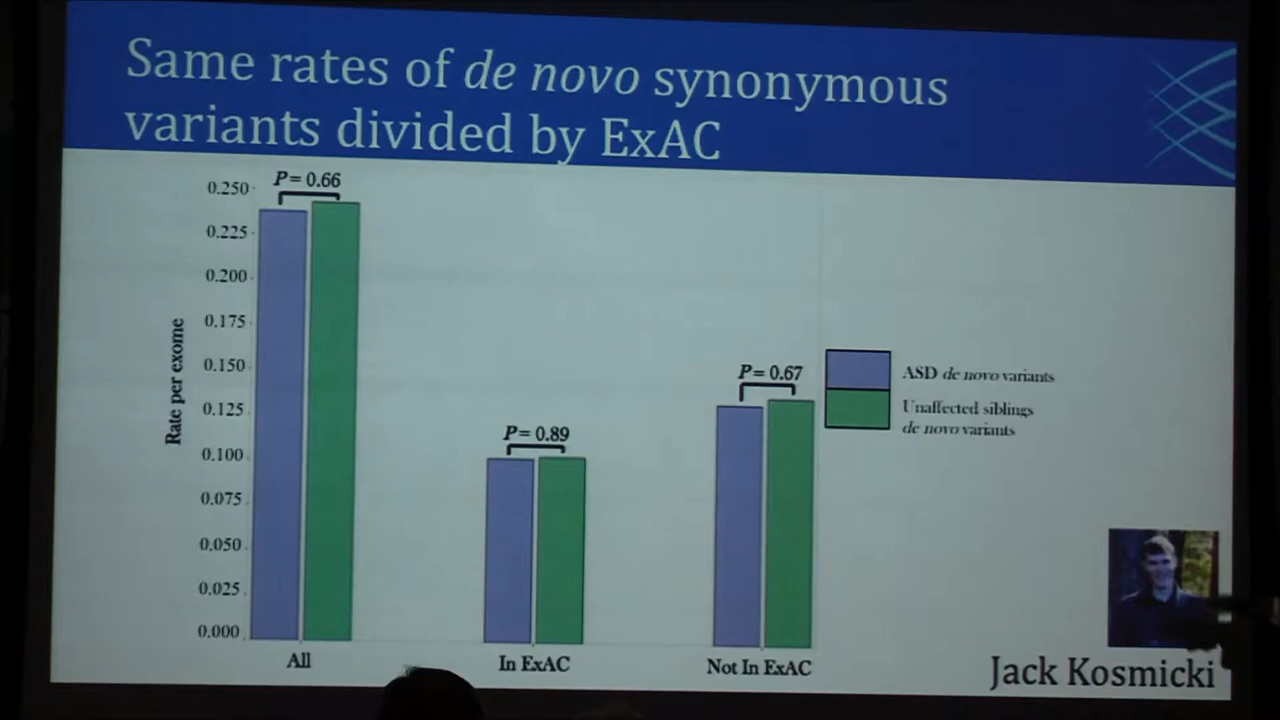 Same rates of de novo synonymous
variants divided by ExAC
P= 0.66
P= 0.89
P= 0.67
Rate per exome
0.250
0.225
0.200
0.175
0.150
0.125
0.100
0.075
0.050
0.025
0.000
All
In ExAC
Not In ExAC
ASD de novo variants
Unaffected siblings
de novo variants
Jack Kosmicki